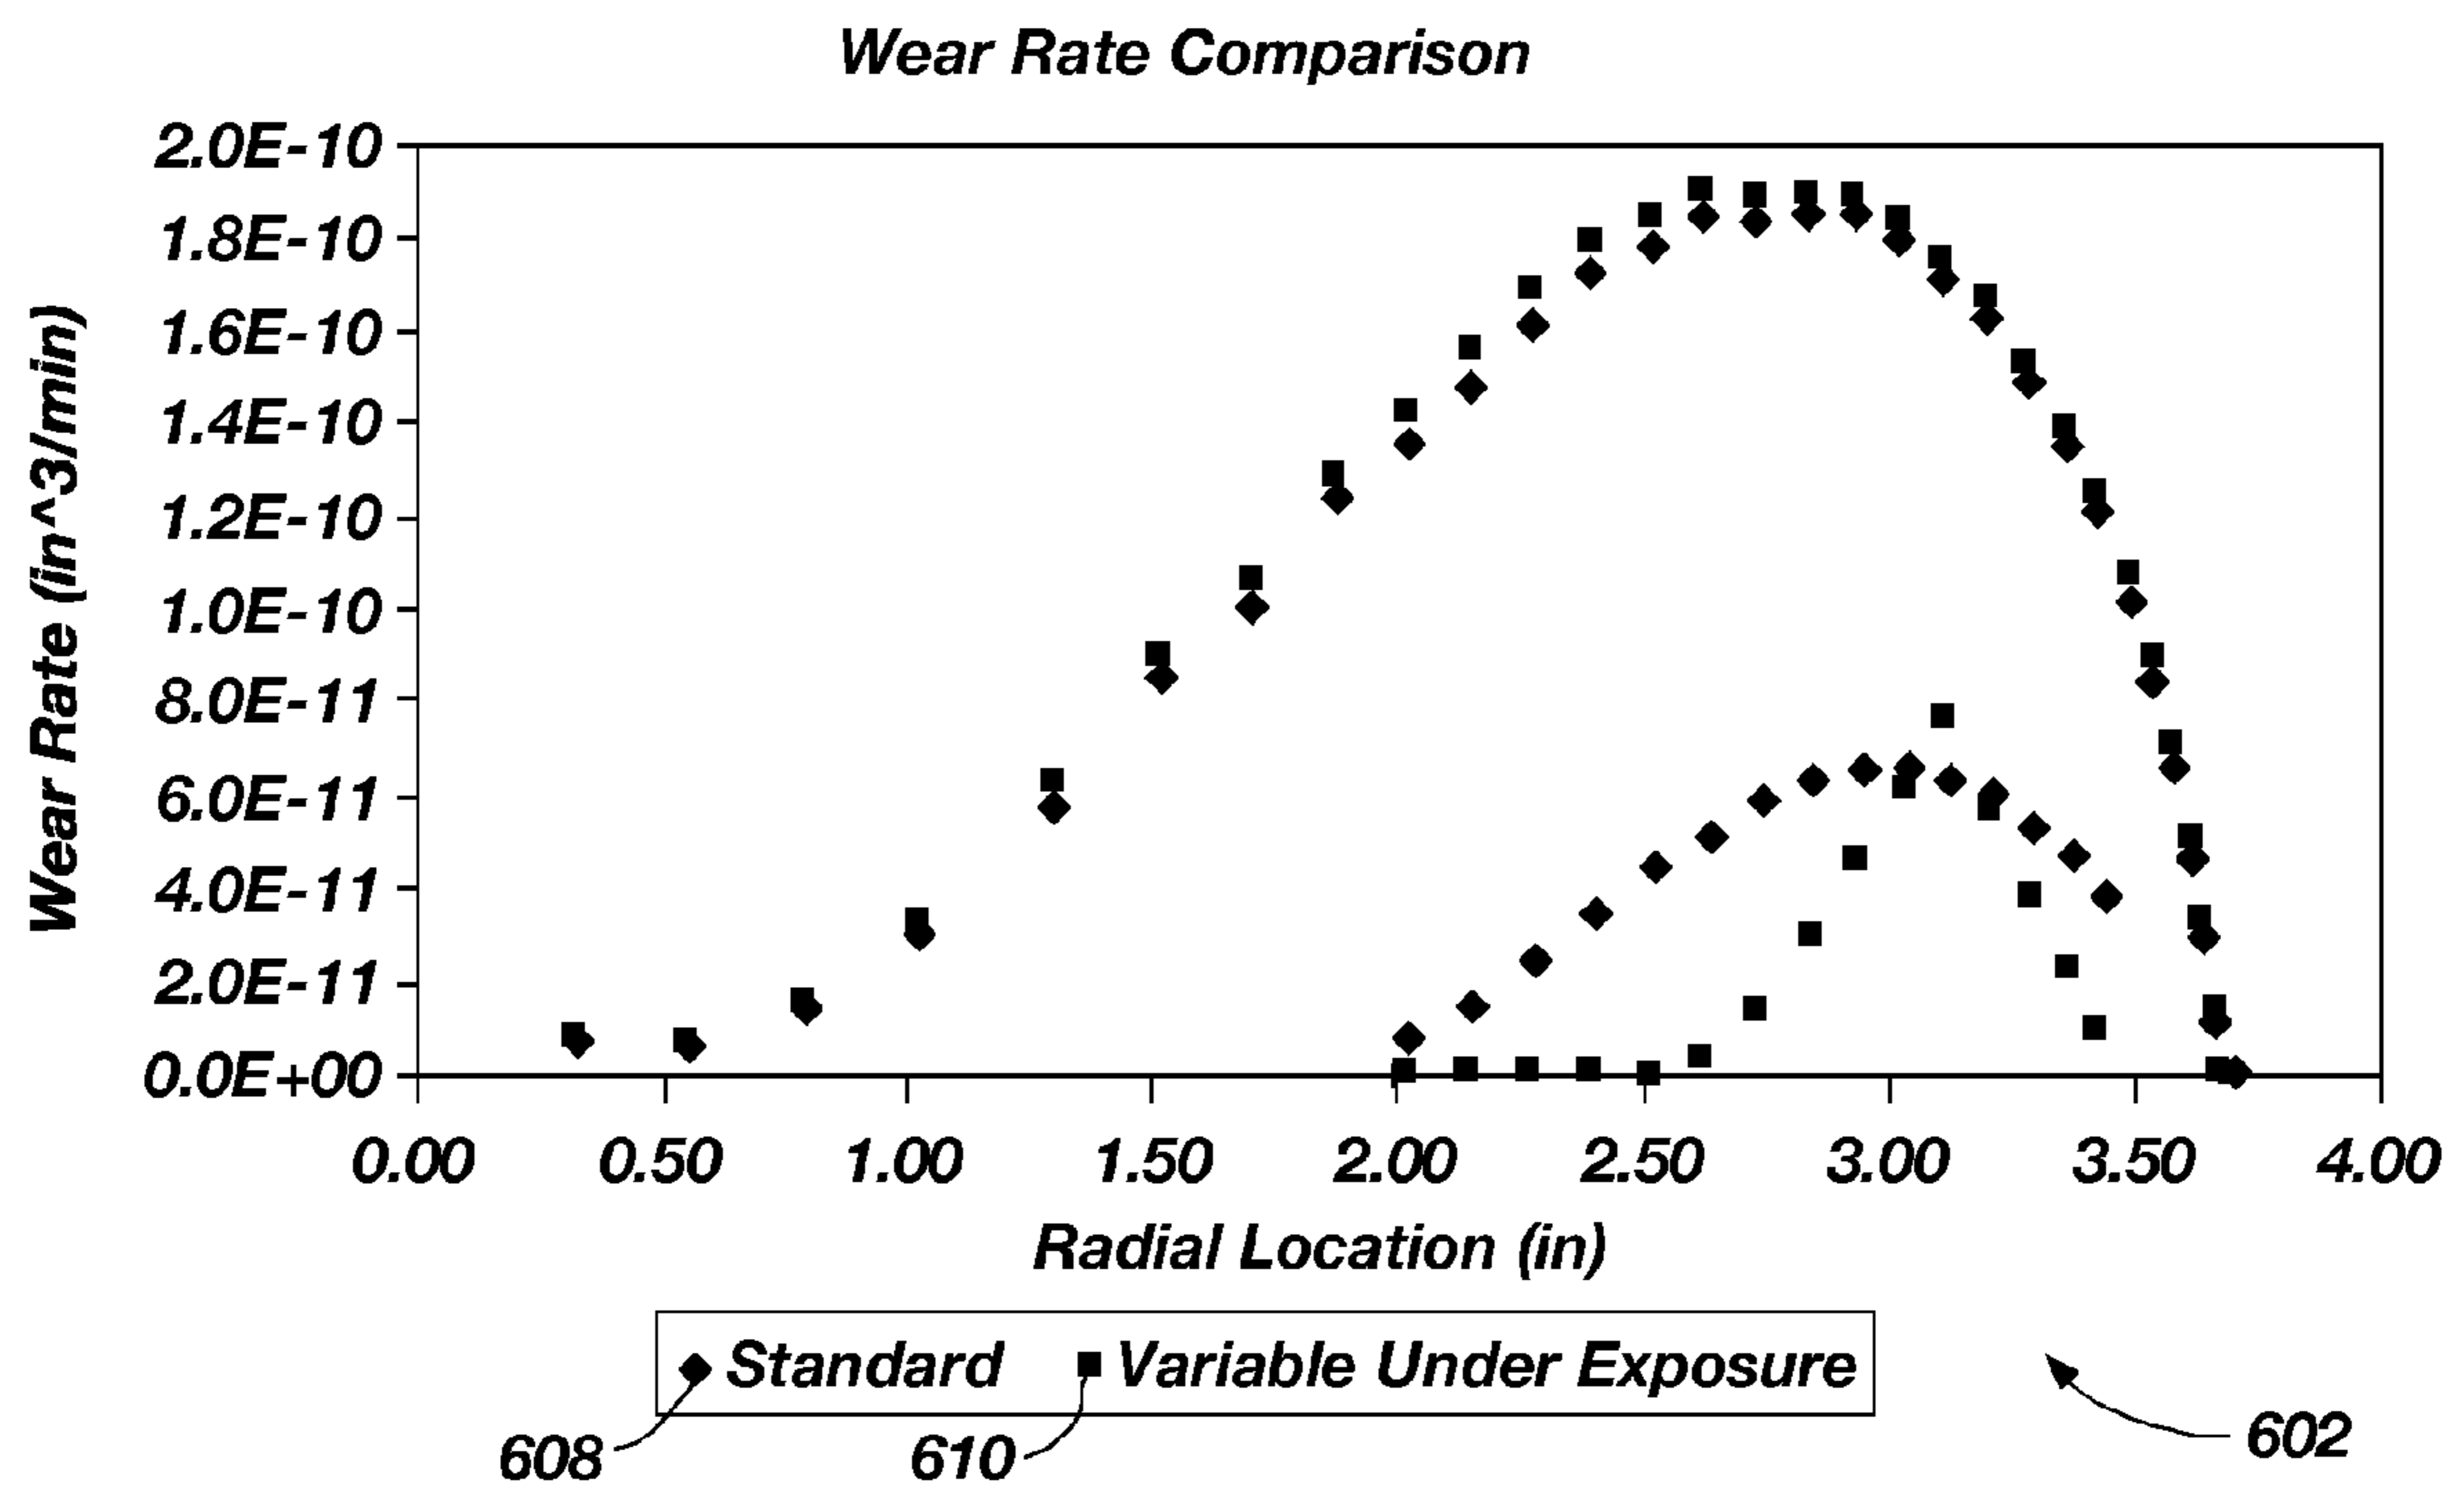 Wear Rate Comparison
Wear Rate (in^3/min)
2.0E-10
1.8E-10
1.6E-10
1.4E-10
1.2E-10
1.0E-10
8.0E-11
6.0E-11
4.0E-11
2.0E-11
0.0E+00
0.00 0.50 1.00 1.50 2.00 2.50 3.00 3.50 4.00
Radial Location (in)
Standard Variable Under Exposure
608 610 602